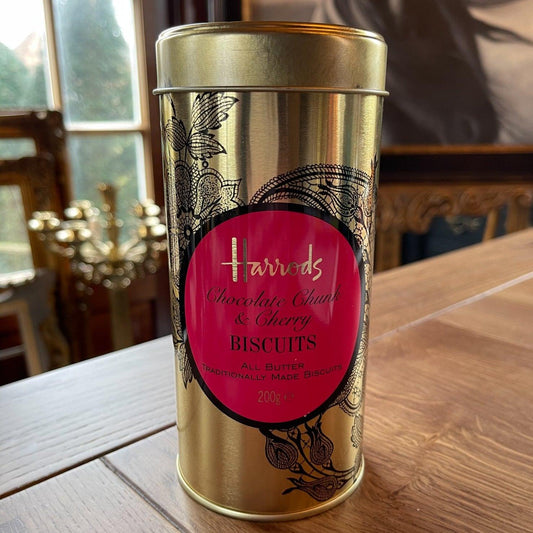 Harrods
Chocolate Chunk
& Cherry
BISCUITS
ALL BUTTER
TRADITIONALLY MADE BISCUITS
200g e